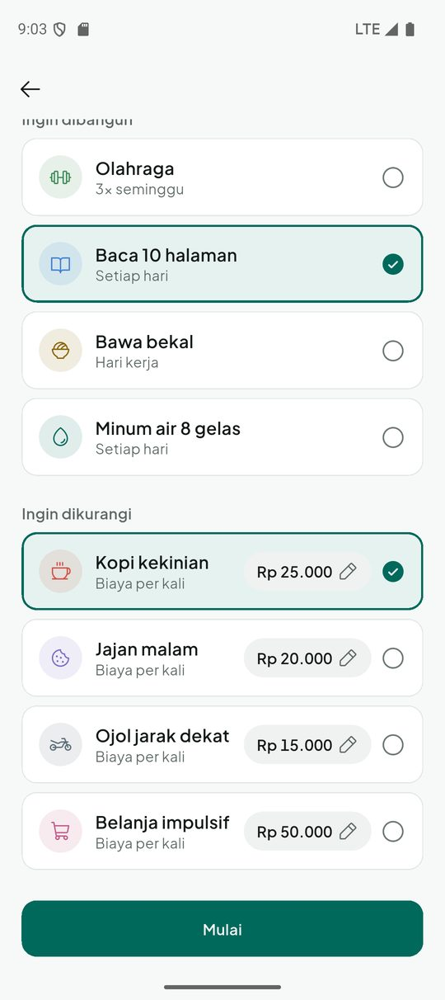 9:03
LTE
Ingin dibangun
Olahraga
3× seminggu
Baca 10 halaman
Setiap hari
Bawa bekal
Hari kerja
Minum air 8 gelas
Setiap hari
Ingin dikurangi
Kopi kekinian
Biaya per kali
Rp 25.000
Jajan malam
Biaya per kali
Rp 20.000
Ojol jarak dekat
Biaya per kali
Rp 15.000
Belanja impulsif
Biaya per kali
Rp 50.000
Mulai